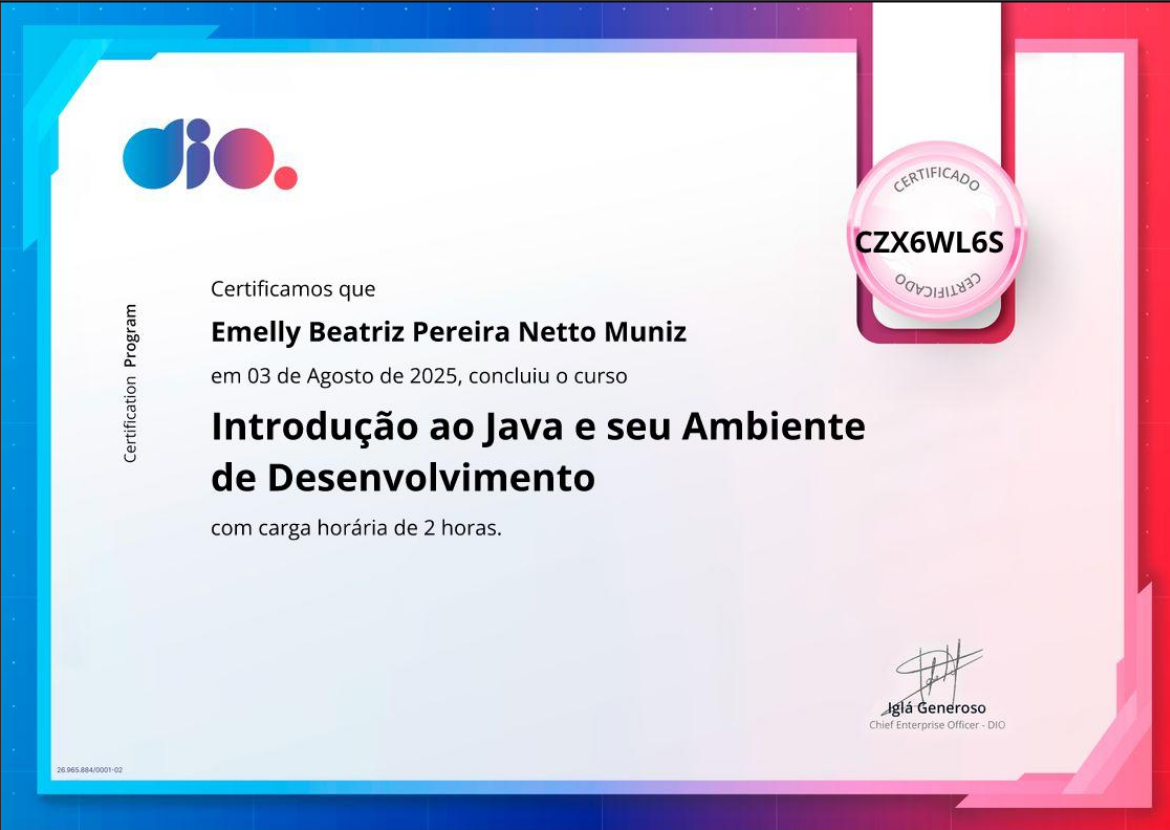 dio.
CERTIFICADO
CZX6WL6S
CERTIFICADO
Certification Program
Certificamos que
Emelly Beatriz Pereira Netto Muniz
em 03 de Agosto de 2025, concluiu o curso
Introdução ao Java e seu Ambiente
de Desenvolvimento
com carga horária de 2 horas.
Iglá Generoso
Chief Enterprise Officer - DIO
26.965.884/0001-02